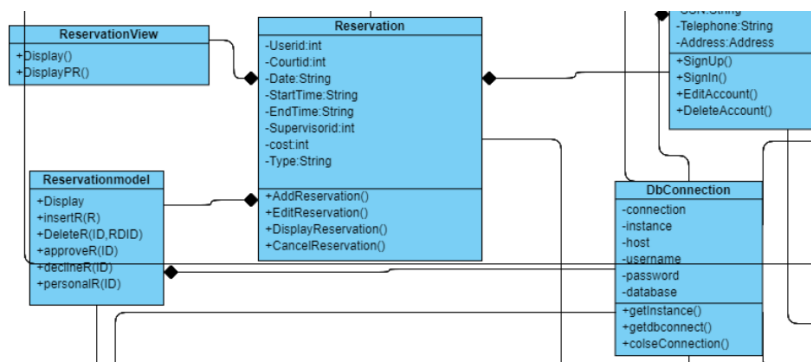 ReservationView
+Display()
+DisplayPR()
Reservation
-Userid:int
-Courtid:int
-Date:String
-StartTime:String
-EndTime:String
-Supervisorid:int
-cost:int
-Type:String
+AddReservation()
+EditReservation()
+DisplayReservation()
+CancelReservation()
-SSN:String
-Telephone:String
-Address:Address
+SignUp()
+SignIn()
+EditAccount()
+DeleteAccount()
Reservationmodel
+Display
+insertR(R)
+DeleteR(ID,RDID)
+approveR(ID)
+declineR(ID)
+personalR(ID)
DbConnection
-connection
-instance
-host
-username
-password
-database
+getInstance()
+getdbconnect()
+colseConnection()